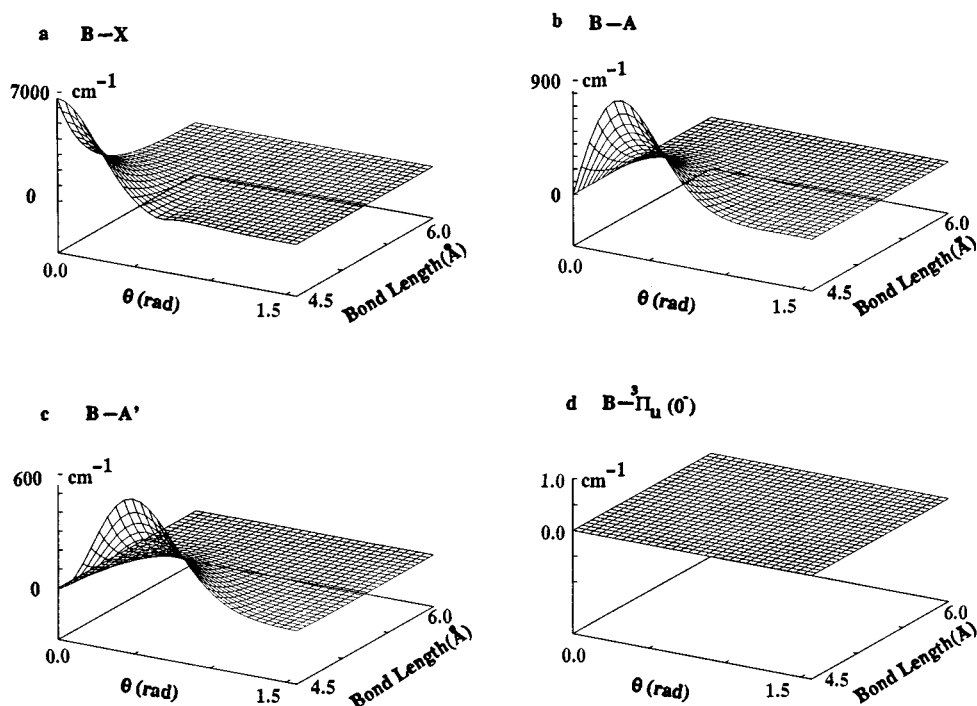 a B—X
7000 cm⁻¹
0
0.0
θ (rad)
1.5
4.5
Bond Length(Å)
6.0
b B—A
900 cm⁻¹
0
0.0
θ (rad)
1.5
4.5
Bond Length(Å)
6.0
c B—A'
600 cm⁻¹
0
0.0
θ (rad)
1.5
4.5
Bond Length(Å)
6.0
d B—³Πu (0⁻)
1.0 cm⁻¹
0.0
0.0
θ (rad)
1.5
4.5
Bond Length(Å)
6.0